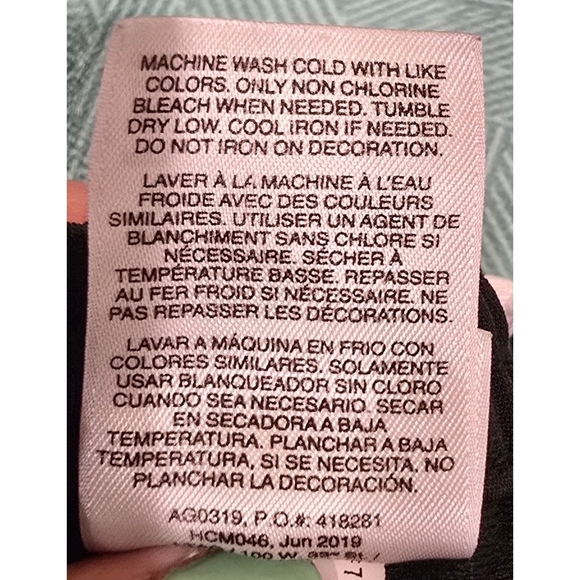 MACHINE WASH COLD WITH LIKE
COLORS. ONLY NON CHLORINE
BLEACH WHEN NEEDED. TUMBLE
DRY LOW. COOL IRON IF NEEDED.
DO NOT IRON ON DECORATION.
LAVER À LA MACHINE À L'EAU
FROIDE AVEC DES COULEURS
SIMILAIRES. UTILISER UN AGENT DE
BLANCHIMENT SANS CHLORE SI
NÉCESSAIRE. SÉCHER À
TEMPÉRATURE BASSE. REPASSER
AU FER FROID SI NÉCESSAIRE. NE
PAS REPASSER LES DÉCORATIONS.
LAVAR A MÁQUINA EN FRIO CON
COLORES SIMILARES. SOLAMENTE
USAR BLANQUEADOR SIN CLORO
CUANDO SEA NECESARIO. SECAR
EN SECADORA A BAJA
TEMPERATURA. PLANCHAR A BAJA
TEMPERATURA, SI SE NECESITA. NO
PLANCHAR LA DECORACIÓN.
AG0319, P.O.#: 418281
HCM046, Jun 2019